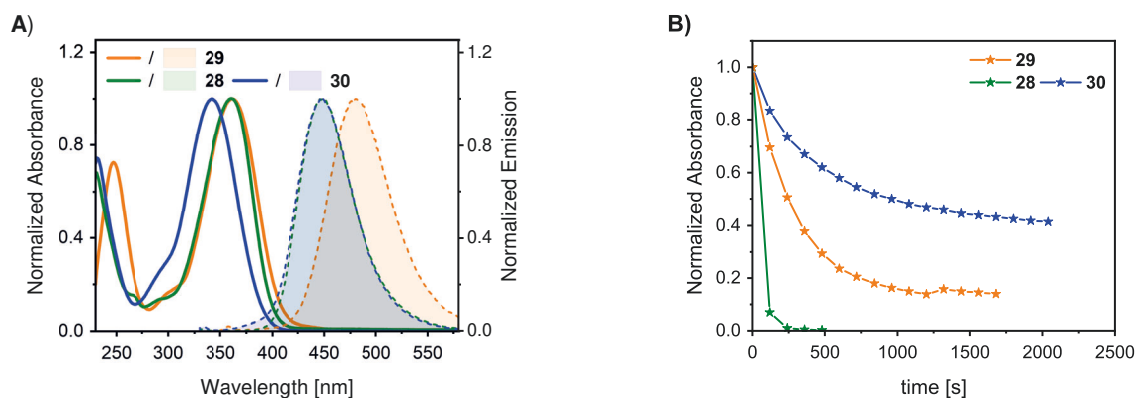 A)
Normalized Absorbance
1.2
0.8
0.4
0.0
/ 29
/ 28 / 30
1.2
0.8
0.4
0.0
Normalized Emission
250 300 350 400 450 500 550
Wavelength [nm]
B)
Normalized Absorbance
1.0
0.8
0.6
0.4
0.2
0.0
29
28 30
0 500 1000 1500 2000 2500
time [s]